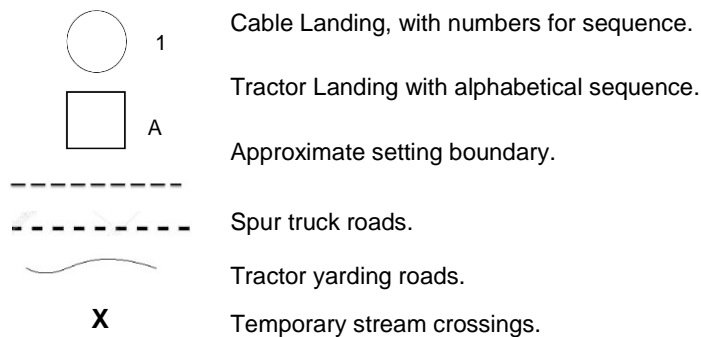 1 Cable Landing, with numbers for sequence.
Tractor Landing with alphabetical sequence.
A
Approximate setting boundary.
Spur truck roads.
Tractor yarding roads.
X Temporary stream crossings.